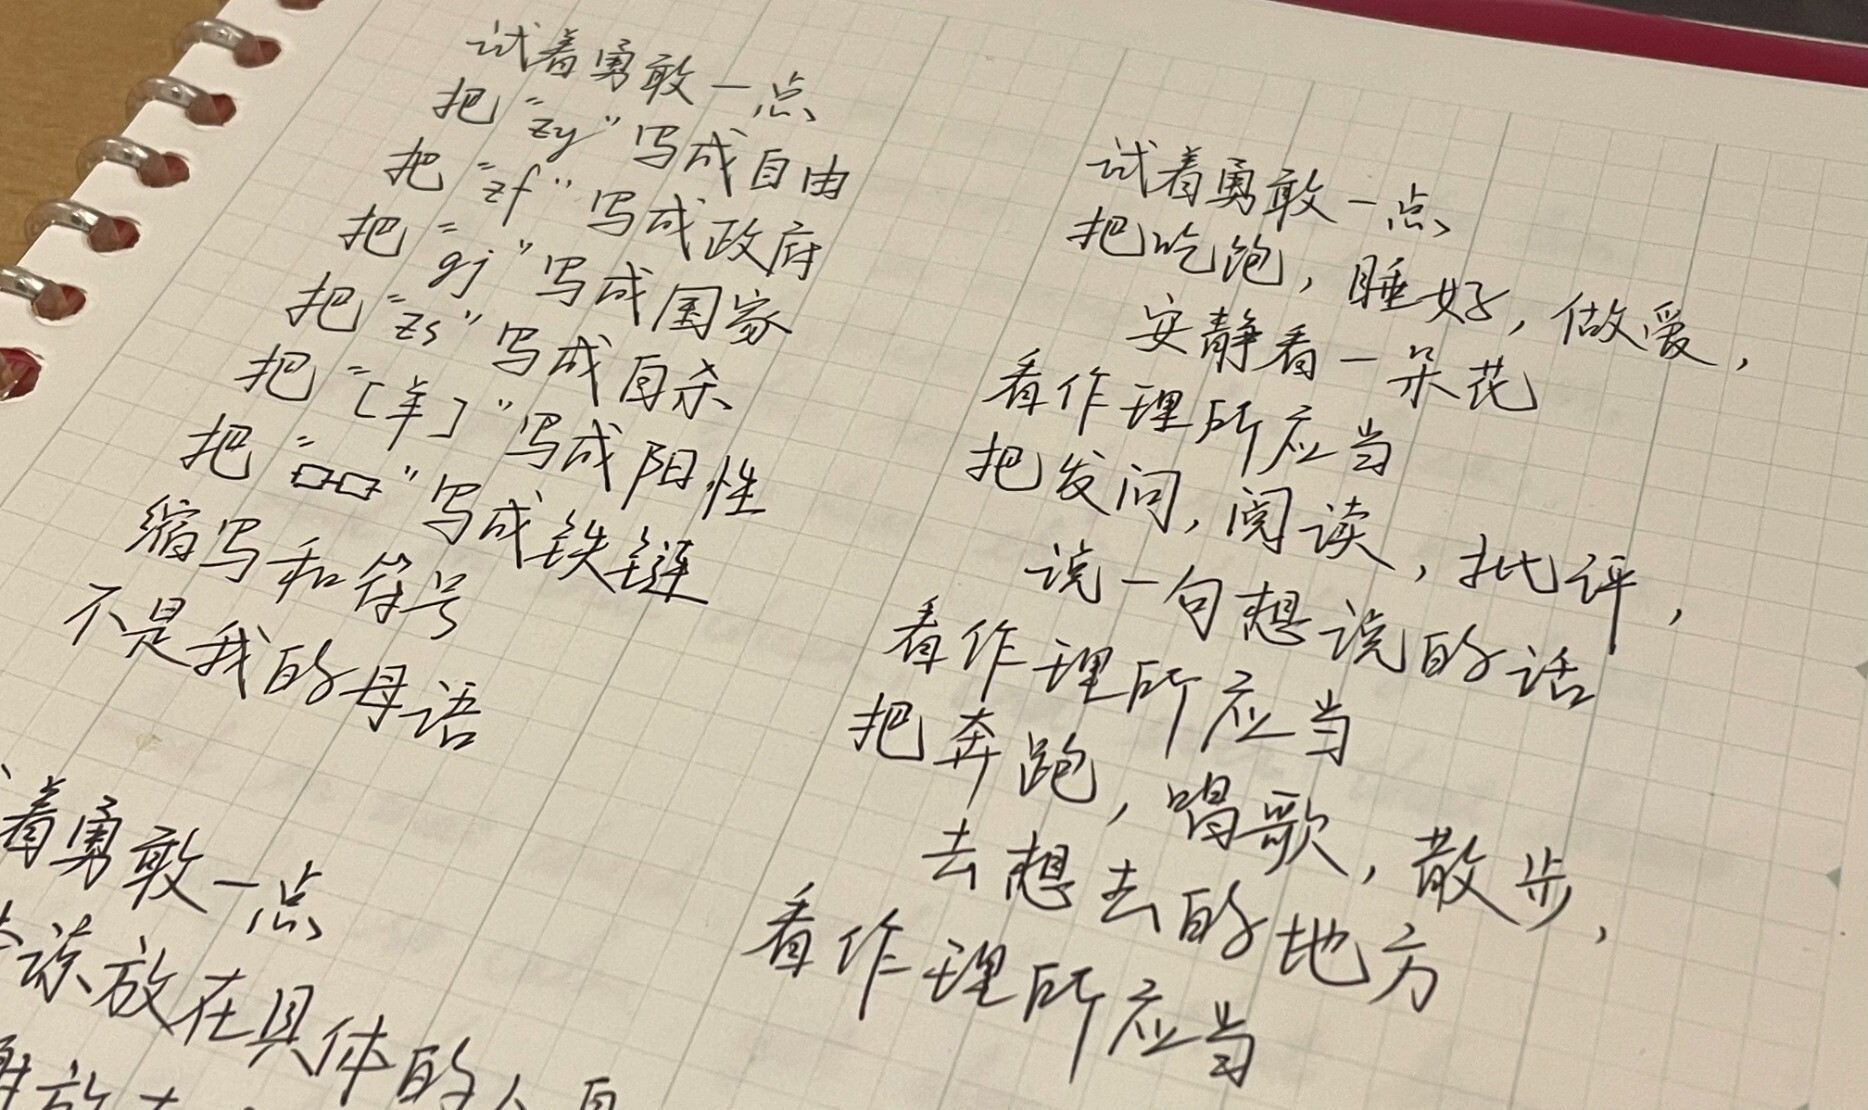 试着勇敢一点
把“zy”写成自由
把“zf”写成政府
把“gj”写成国家
把“zs”写成自杀
把“[羊]”写成阳性
把“”写成铁链
缩写和符号
不是我的母语
着勇敢一点
放在具体的人身
放在
试着勇敢一点
把吃饱，睡好，做爱，
安静看一朵花
看作理所应当
把发问，阅读，批评，
说一句想说的话
看作理所应当
把奔跑，唱歌，散步，
去想去的地方
看作理所应当